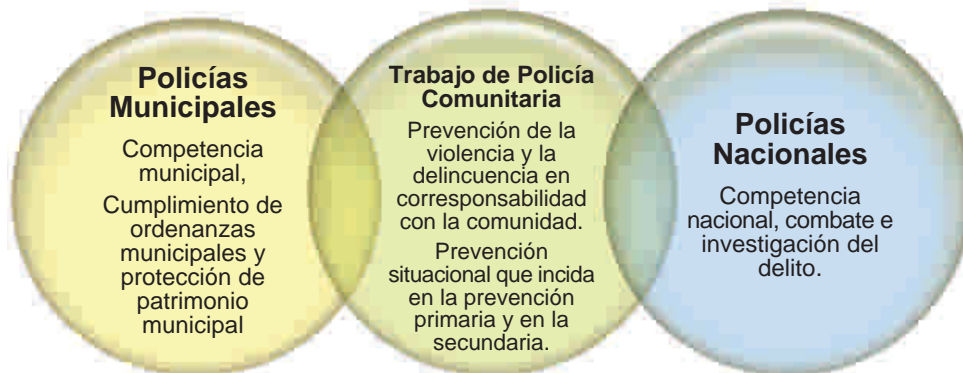 Policías
Municipales
Competencia
municipal,
Cumplimiento de
ordenanzas
municipales y
protección de
patrimonio
municipal
Trabajo de Policía
Comunitaria
Prevención de la
violencia y la
delincuencia en
corresponsabilidad
con la comunidad.
Prevención
situacional que incida
en la prevención
primaria y en la
secundaria.
Policías
Nacionales
Competencia
nacional, combate e
investigación del
delito.